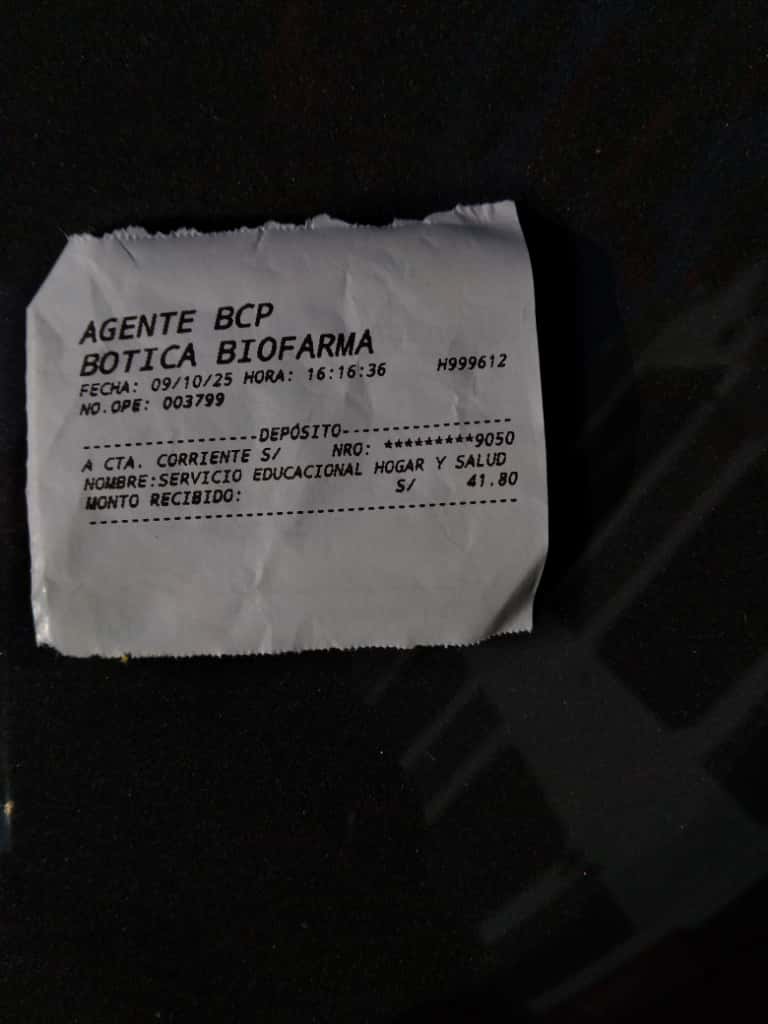 AGENTE BCP
BOTICA BIOFARMA
FECHA: 09/10/25 HORA: 16:16:36 H999612
NO.OPE: 003799
-----------------DEPÓSITO-----------------
A CTA. CORRIENTE S/ NRO: *********9050
NOMBRE:SERVICIO EDUCACIONAL HOGAR Y SALUD
MONTO RECIBIDO: S/ 41.80
------------------------------------------